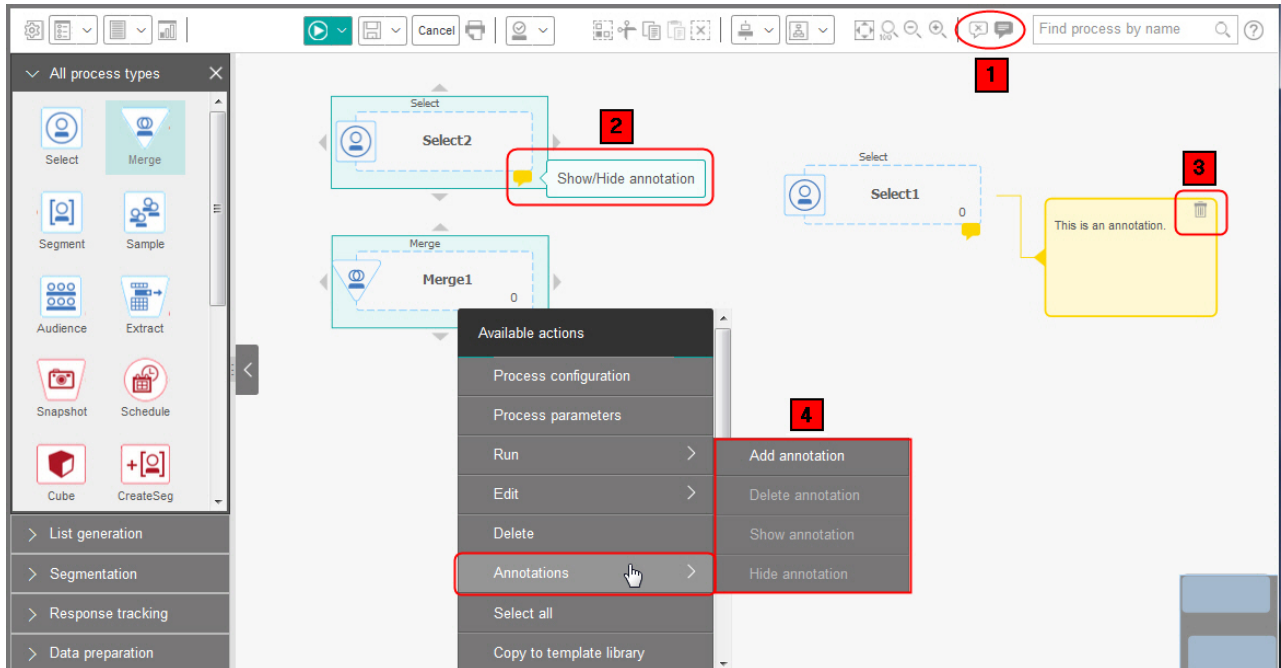 Cancel
100
Find process by name
1
All process types
Select
Merge
Segment
Sample
Audience
Extract
Snapshot
Schedule
Cube
CreateSeg
List generation
Segmentation
Response tracking
Data preparation
Select
Select2
2
Show/Hide annotation
Merge
Merge1
0
Select
Select1
0
3
This is an annotation.
Available actions
Process configuration
Process parameters
Run
Edit
Delete
Annotations
Select all
Copy to template library
4
Add annotation
Delete annotation
Show annotation
Hide annotation